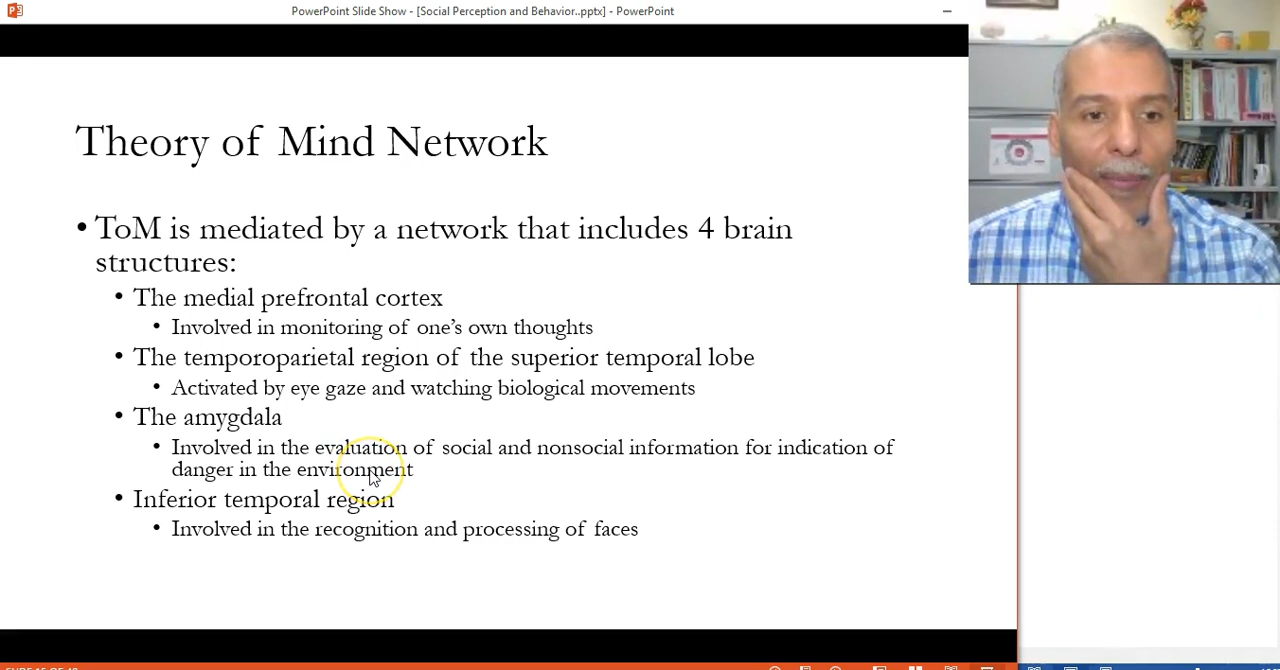 PowerPoint Slide Show - [Social Perception and Behavior..pptx] - PowerPoint
Theory of Mind Network
• ToM is mediated by a network that includes 4 brain
structures:
• The medial prefrontal cortex
• Involved in monitoring of one's own thoughts
• The temporoparietal region of the superior temporal lobe
• Activated by eye gaze and watching biological movements
• The amygdala
• Involved in the evaluation of social and nonsocial information for indication of
danger in the environment
• Inferior temporal region
• Involved in the recognition and processing of faces